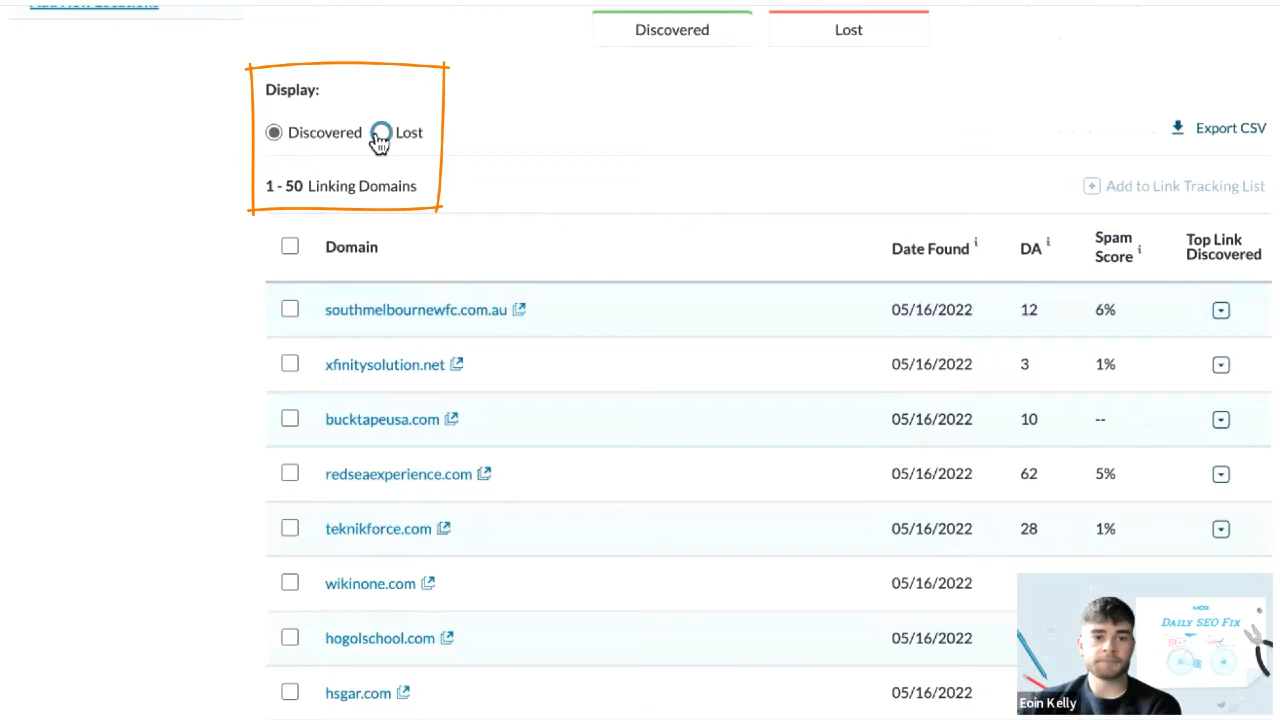 Add New Locations
Discovered
Lost
Display:
Discovered Lost
Export CSV
1 - 50 Linking Domains
Add to Link Tracking List
Domain Date Found i DA i Spam Score i Top Link Discovered
southmelbournewfc.com.au 05/16/2022 12 6%
xfinitysolution.net 05/16/2022 3 1%
bucktapeusa.com 05/16/2022 10 --
redseaexperience.com 05/16/2022 62 5%
teknikforce.com 05/16/2022 28 1%
wikinone.com 05/16/2022
hogolschool.com 05/16/2022
hsgar.com 05/16/2022
MOZ
DAILY SEO FIX
Eoin Kelly